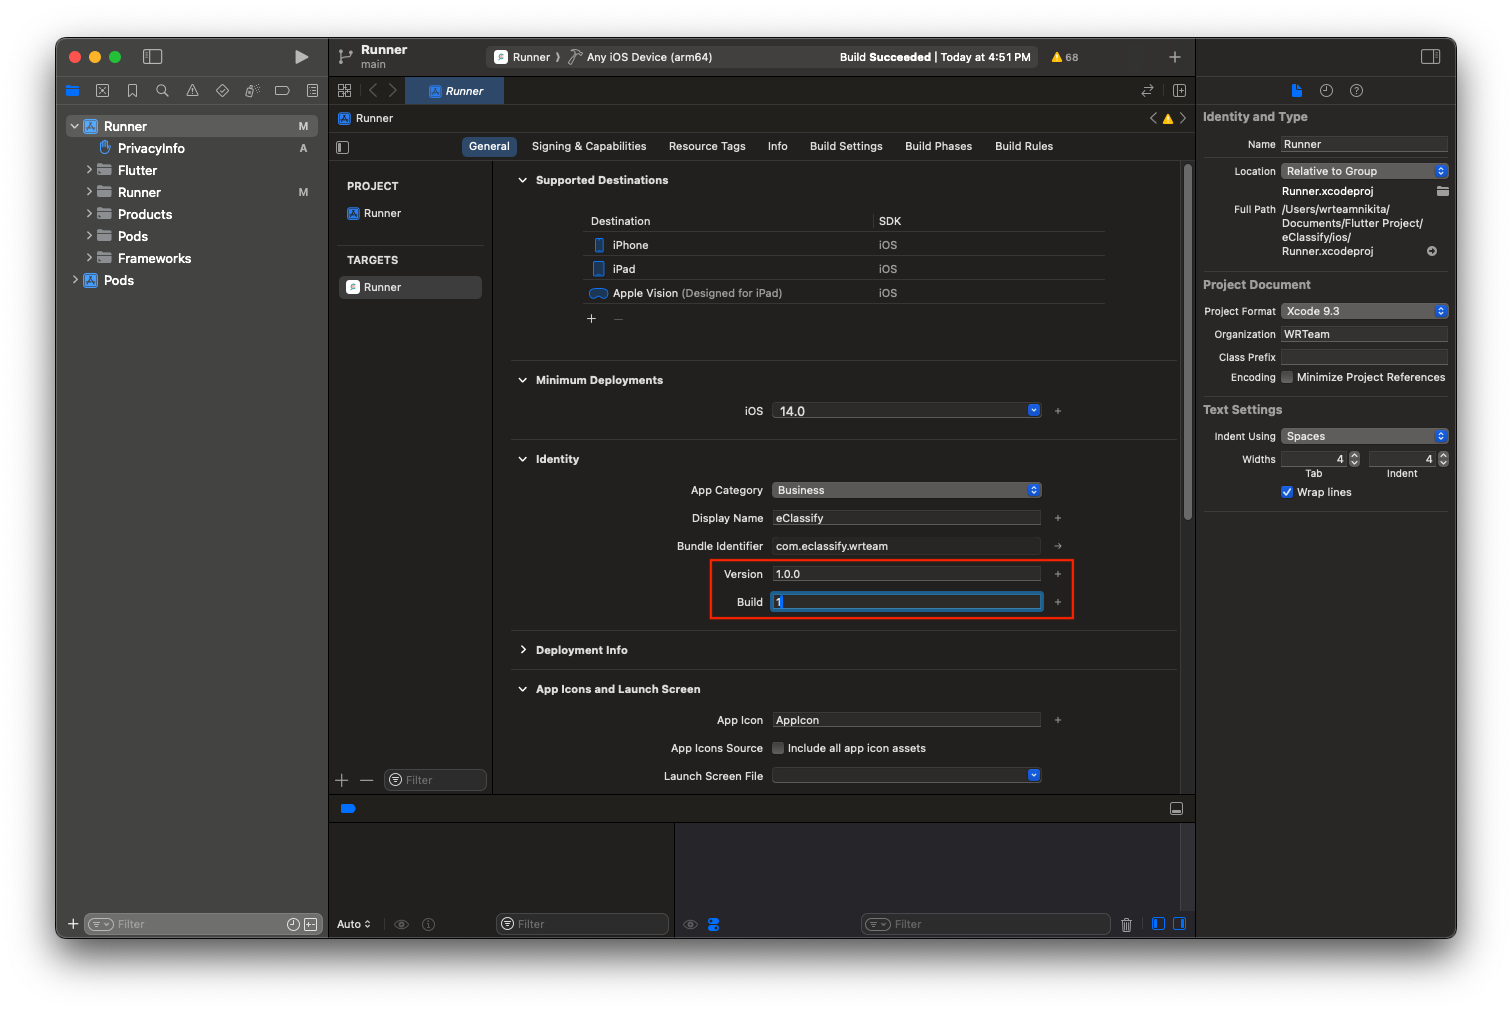 Runner
main
Runner
Any iOS Device (arm64)
Build Succeeded | Today at 4:51 PM
68
Runner
M
PrivacyInfo
A
Flutter
Runner
M
Products
Pods
Frameworks
Pods
Filter
Runner
Runner
General
Signing & Capabilities
Resource Tags
Info
Build Settings
Build Phases
Build Rules
PROJECT
Runner
TARGETS
Runner
Filter
Supported Destinations
Destination
SDK
iPhone
iOS
iPad
iOS
Apple Vision (Designed for iPad)
iOS
Minimum Deployments
iOS
14.0
Identity
App Category
Business
Display Name
eClassify
Bundle Identifier
com.eclassify.wrteam
Version
1.0.0
Build
1
Deployment Info
App Icons and Launch Screen
App Icon
AppIcon
App Icons Source
Include all app icon assets
Launch Screen File
Auto
Filter
Filter
Identity and Type
Name
Runner
Location
Relative to Group
Runner.xcodeproj
Full Path
/Users/wrteamnikita/
Documents/Flutter Project/
eClassify/ios/
Runner.xcodeproj
Project Document
Project Format
Xcode 9.3
Organization
WRTeam
Class Prefix
Encoding
Minimize Project References
Text Settings
Indent Using
Spaces
Widths
4
4
Tab
Indent
Wrap lines